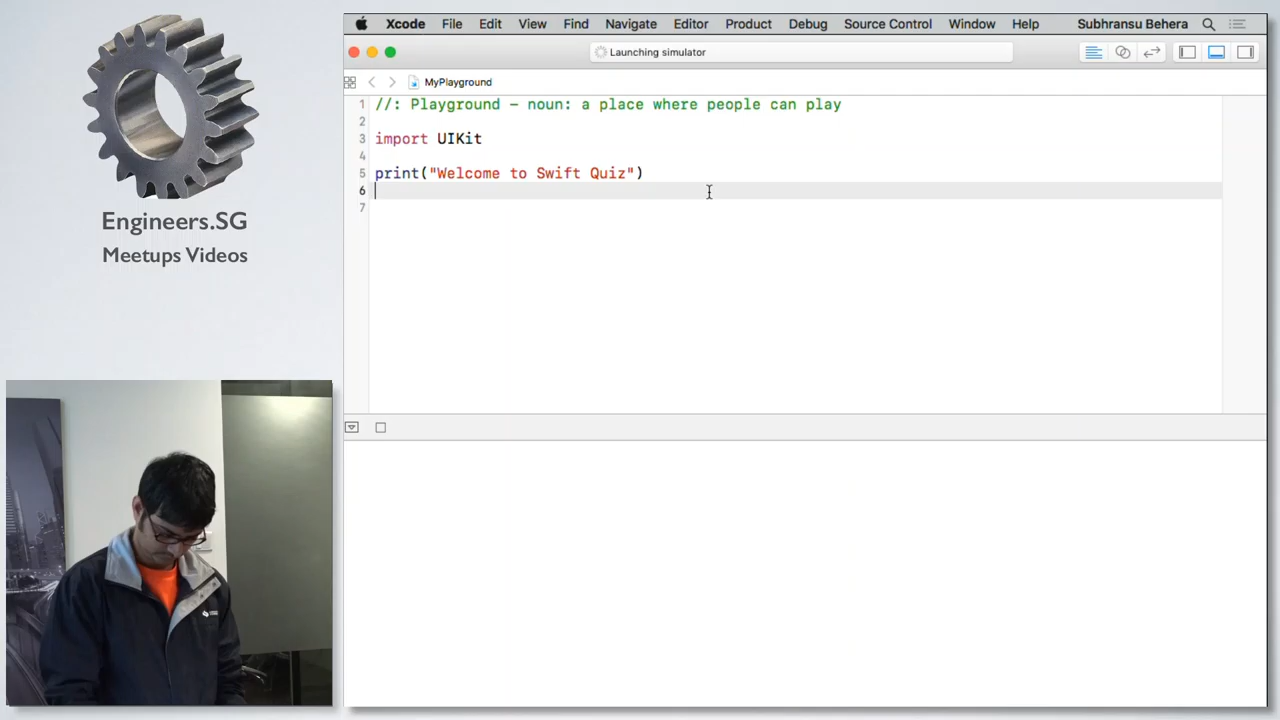 Xcode File Edit View Find Navigate Editor Product Debug Source Control Window Help Subhransu Behera
Launching simulator
MyPlayground
1 //: Playground – noun: a place where people can play
2
3 import UIKit
4
5 print("Welcome to Swift Quiz")
6
7
Engineers.SG
Meetups Videos